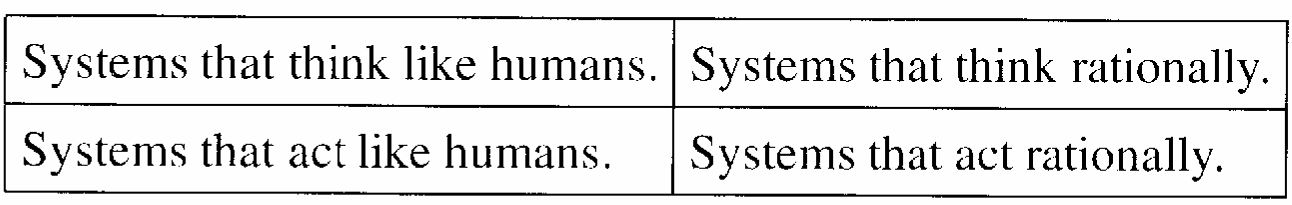 Systems that think like humans. Systems that think rationally.
Systems that act like humans. Systems that act rationally.